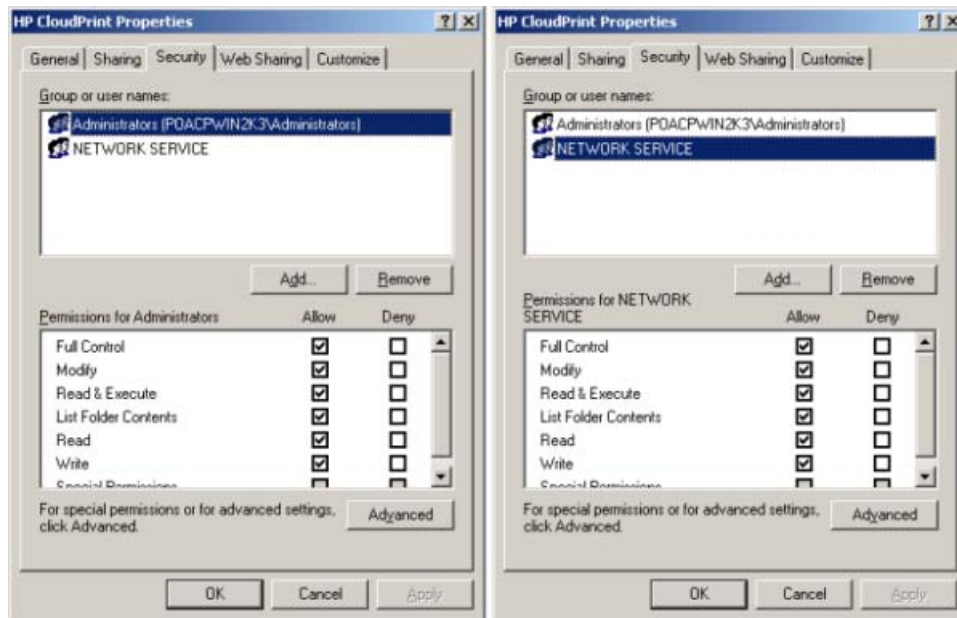 HP CloudPrint Properties
General Sharing Security Web Sharing Customize
Group or user names:
Administrators (POACPWIN2K3\Administrators)
NETWORK SERVICE
Add... Remove
Permissions for Administrators Allow Deny
Full Control
Modify
Read & Execute
List Folder Contents
Read
Write
Special Permissions
For special permissions or for advanced settings,
click Advanced.
Advanced
OK Cancel Apply
HP CloudPrint Properties
General Sharing Security Web Sharing Customize
Group or user names:
Administrators (POACPWIN2K3\Administrators)
NETWORK SERVICE
Add... Remove
Permissions for NETWORK
SERVICE Allow Deny
Full Control
Modify
Read & Execute
List Folder Contents
Read
Write
Special Permissions
For special permissions or for advanced settings,
click Advanced.
Advanced
OK Cancel Apply